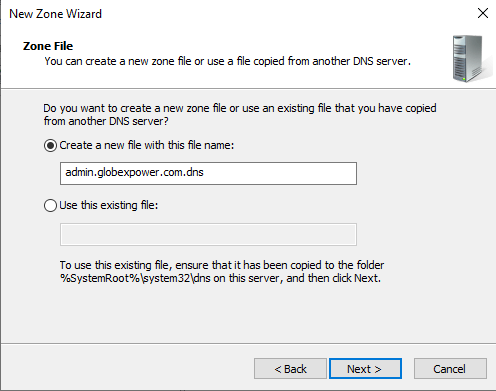 New Zone Wizard
Zone File
You can create a new zone file or use a file copied from another DNS server.
Do you want to create a new zone file or use an existing file that you have copied
from another DNS server?
Create a new file with this file name:
admin.globexpower.com.dns
Use this existing file:
To use this existing file, ensure that it has been copied to the folder
%SystemRoot%\system32\dns on this server, and then click Next.
< Back
Next >
Cancel